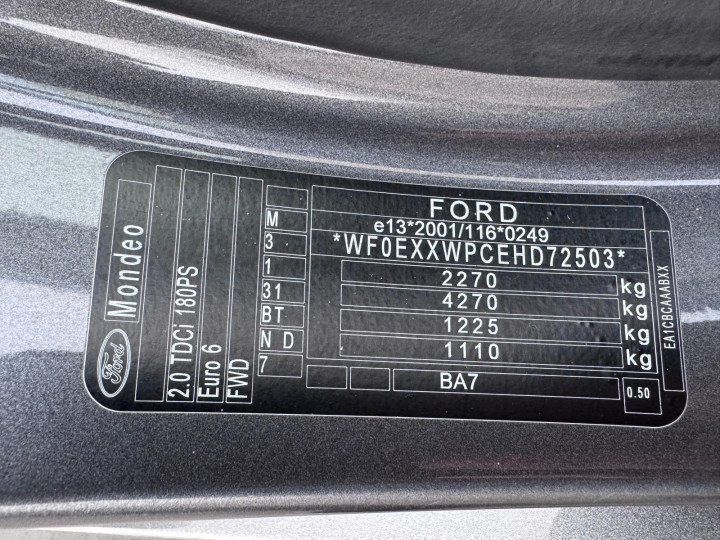 Ford
Mondeo
2.0 TDCi 180PS
Euro 6
FWD
M
3
1
31
BT
N D
7
FORD
e13*2001/116*0249
*WF0EXXWPCEHD72503*
2270 kg
4270 kg
1225 kg
1110 kg
BA7
0.50
EA1CBCAAABXX